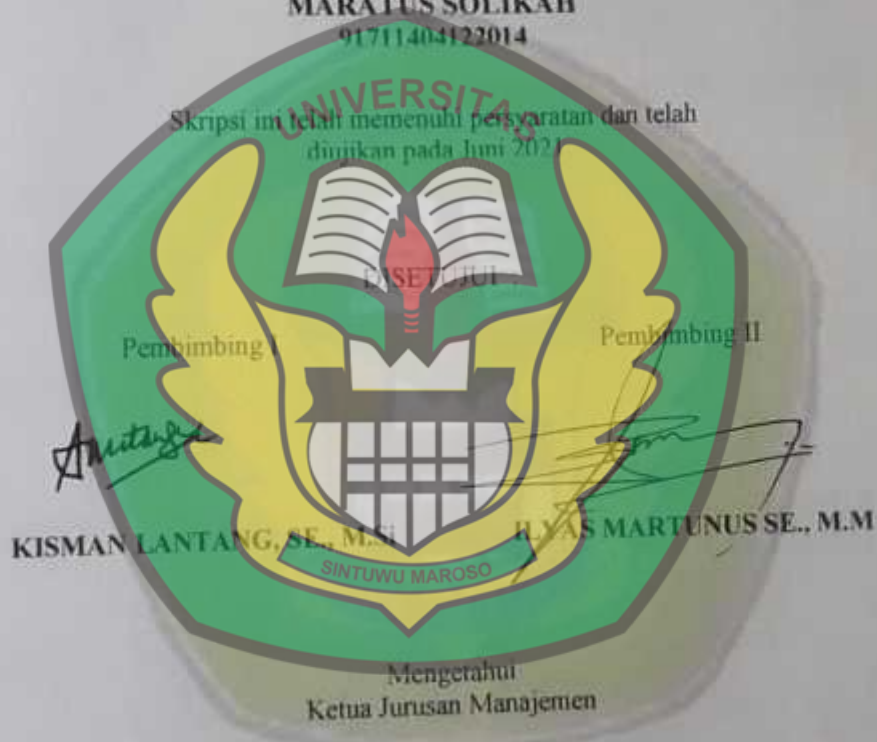 MARATUS SOLIKAH
91711404122014
UNIVERSITAS
Skripsi ini telah memenuhi persyaratan dan telah
diujikan pada Juni 2021
DISETUJUI :
Pembimbing I
Pembimbing II
KISMAN LANTANG, SE., M.Si
ILYAS MARTUNUS SE., M.M
SINTUWU MAROSO
Mengetahui
Ketua Jurusan Manajemen